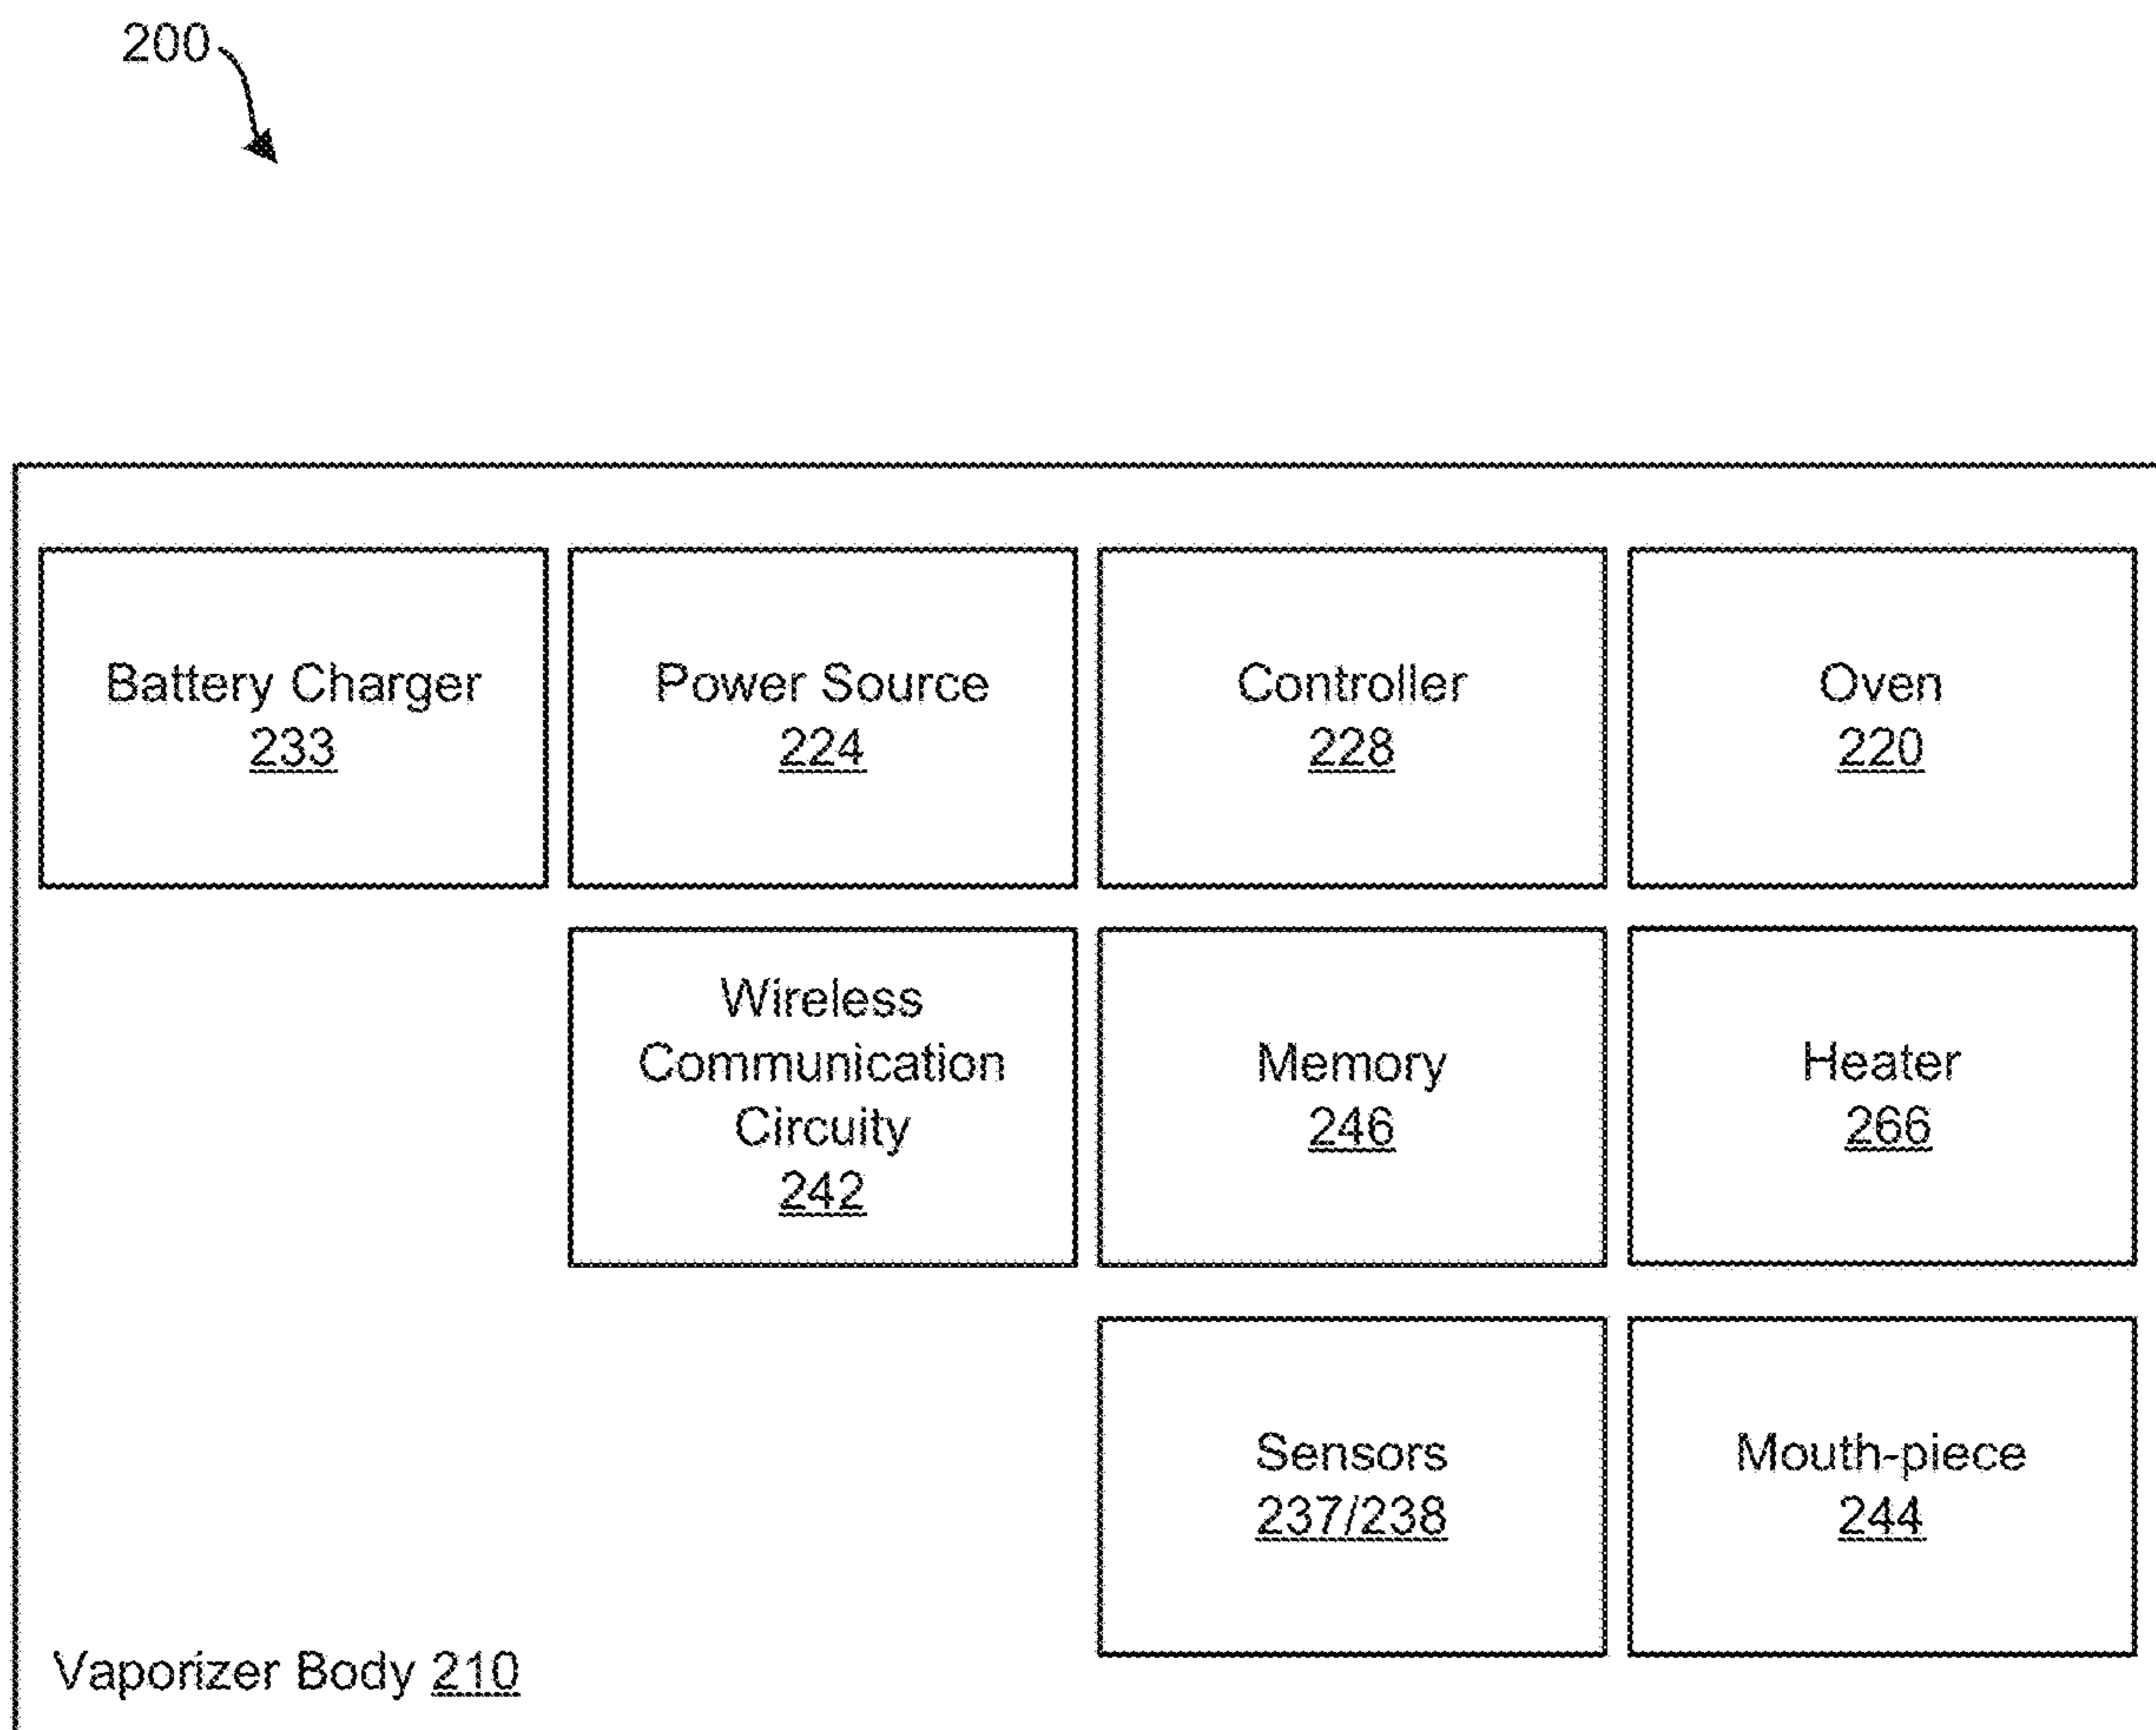 200
Battery Charger
233
Power Source
224
Controller
228
Oven
220
Wireless
Communication
Circuity
242
Memory
246
Heater
266
Sensors
237/238
Mouth-piece
244
Vaporizer Body 210